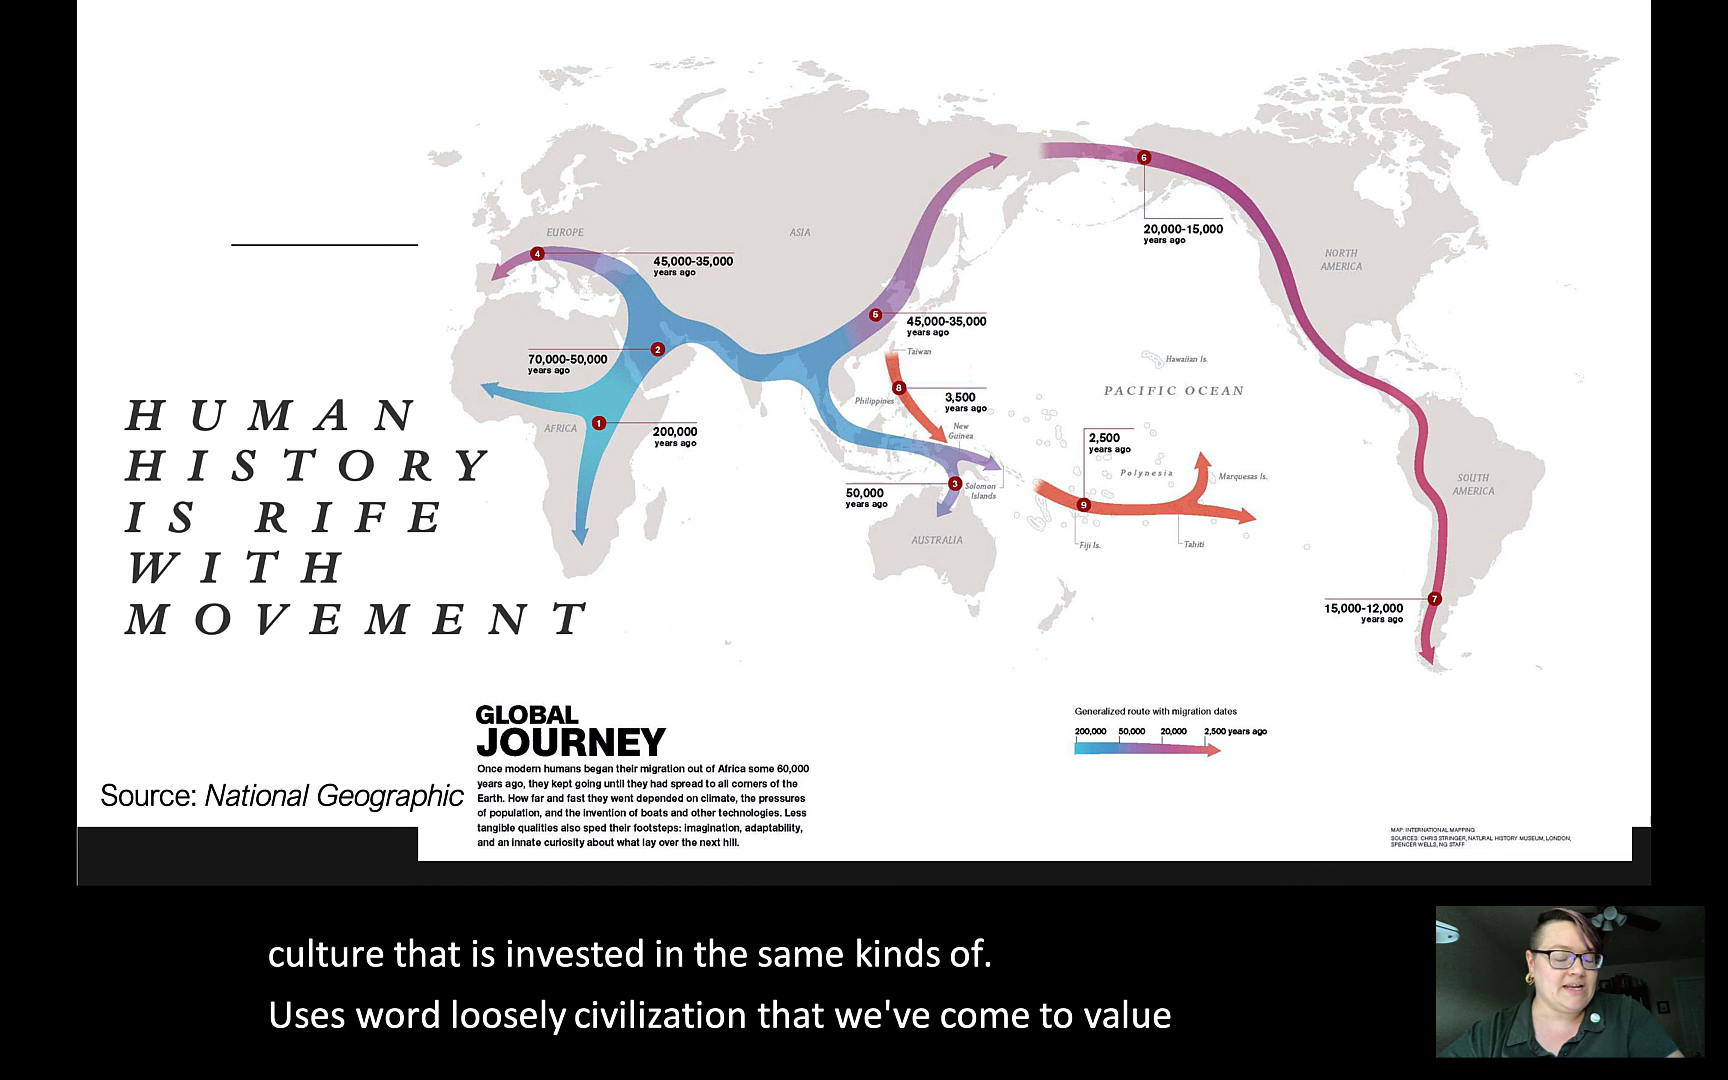 HUMAN
HISTORY
IS RIFE
WITH
MOVEMENT
Source: National Geographic
EUROPE
ASIA
AFRICA
AUSTRALIA
NORTH
AMERICA
SOUTH
AMERICA
PACIFIC OCEAN
Hawaiian Is.
Polynesia
Marquesas Is.
Fiji Is.
Tahiti
Taiwan
Philippines
New
Guinea
Solomon
Islands
1
200,000
years ago
2
70,000-50,000
years ago
3
50,000
years ago
4
45,000-35,000
years ago
5
45,000-35,000
years ago
6
20,000-15,000
years ago
7
15,000-12,000
years ago
8
3,500
years ago
9
2,500
years ago
GLOBAL
JOURNEY
Once modern humans began their migration out of Africa some 60,000
years ago, they kept going until they had spread to all corners of the
Earth. How far and fast they went depended on climate, the pressures
of population, and the invention of boats and other technologies. Less
tangible qualities also sped their footsteps: imagination, adaptability,
and an innate curiosity about what lay over the next hill.
Generalized route with migration dates
200,000 50,000 20,000 2,500 years ago
MAP: INTERNATIONAL MAPPING
SOURCES: CHRIS STRINGER, NATURAL HISTORY MUSEUM, LONDON;
SPENCER WELLS, NG STAFF
culture that is invested in the same kinds of.
Uses word loosely civilization that we've come to value